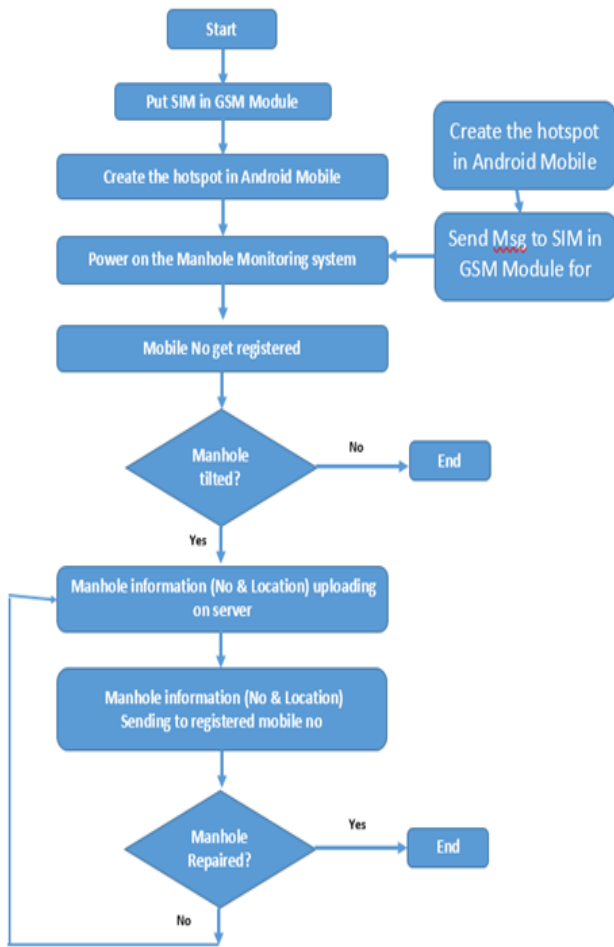 Start
Put SIM in GSM Module
Create the hotspot in Android Mobile
Create the hotspot
in Android Mobile
Power on the Manhole Monitoring system
Send Msg to SIM in
GSM Module for
Mobile No get registered
Manhole
tilted?
No
End
Yes
Manhole information (No & Location) uploading
on server
Manhole information (No & Location)
Sending to registered mobile no
Manhole
Repaired?
Yes
End
No